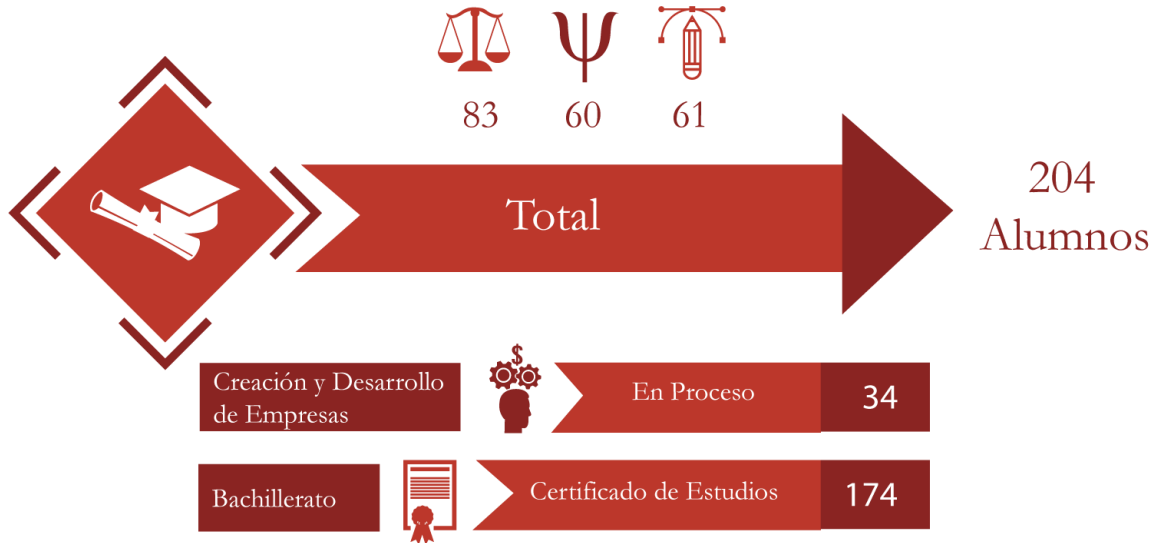 83 60 61
Total
204
Alumnos
Creación y Desarrollo
de Empresas
$
En Proceso
34
Bachillerato
Certificado de Estudios
174